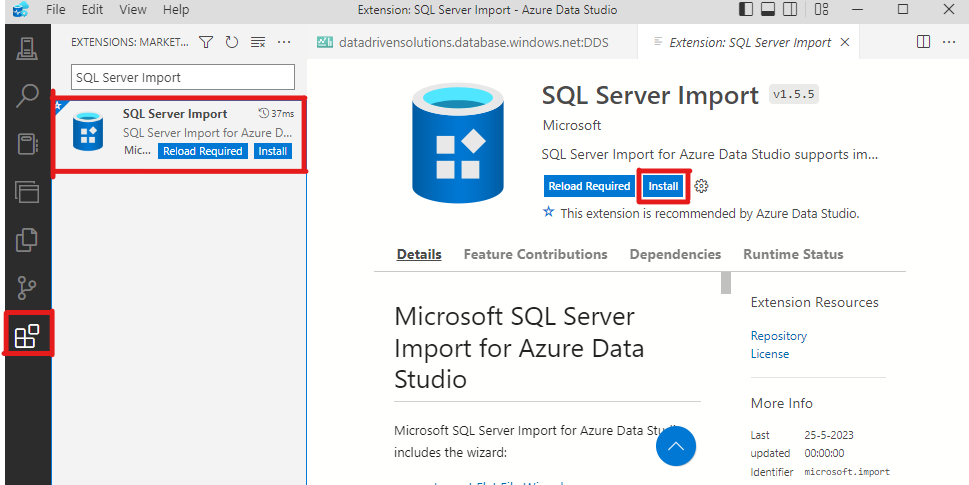 File Edit View Help Extension: SQL Server Import - Azure Data Studio
EXTENSIONS: MARKET...
SQL Server Import
SQL Server Import 37ms
SQL Server Import for Azure D...
Mic... Reload Required Install
datadrivensolutions.database.windows.net:DDS
Extension: SQL Server Import
SQL Server Import v1.5.5
Microsoft
SQL Server Import for Azure Data Studio supports im...
Reload Required Install
This extension is recommended by Azure Data Studio.
Details Feature Contributions Dependencies Runtime Status
Microsoft SQL Server
Import for Azure Data
Studio
Microsoft SQL Server Import for Azure Data Stu
includes the wizard:
Extension Resources
Repository
License
More Info
Last 25-5-2023
updated 00:00:00
Identifier microsoft.import